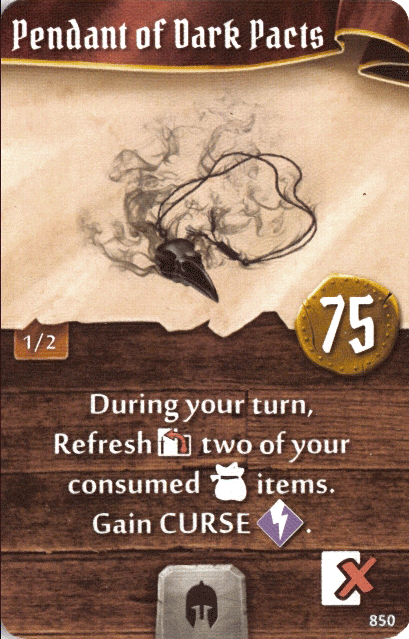 Pendant of Dark Pacts
75
1/2
During your turn,
Refresh two of your
consumed items.
Gain CURSE .
850